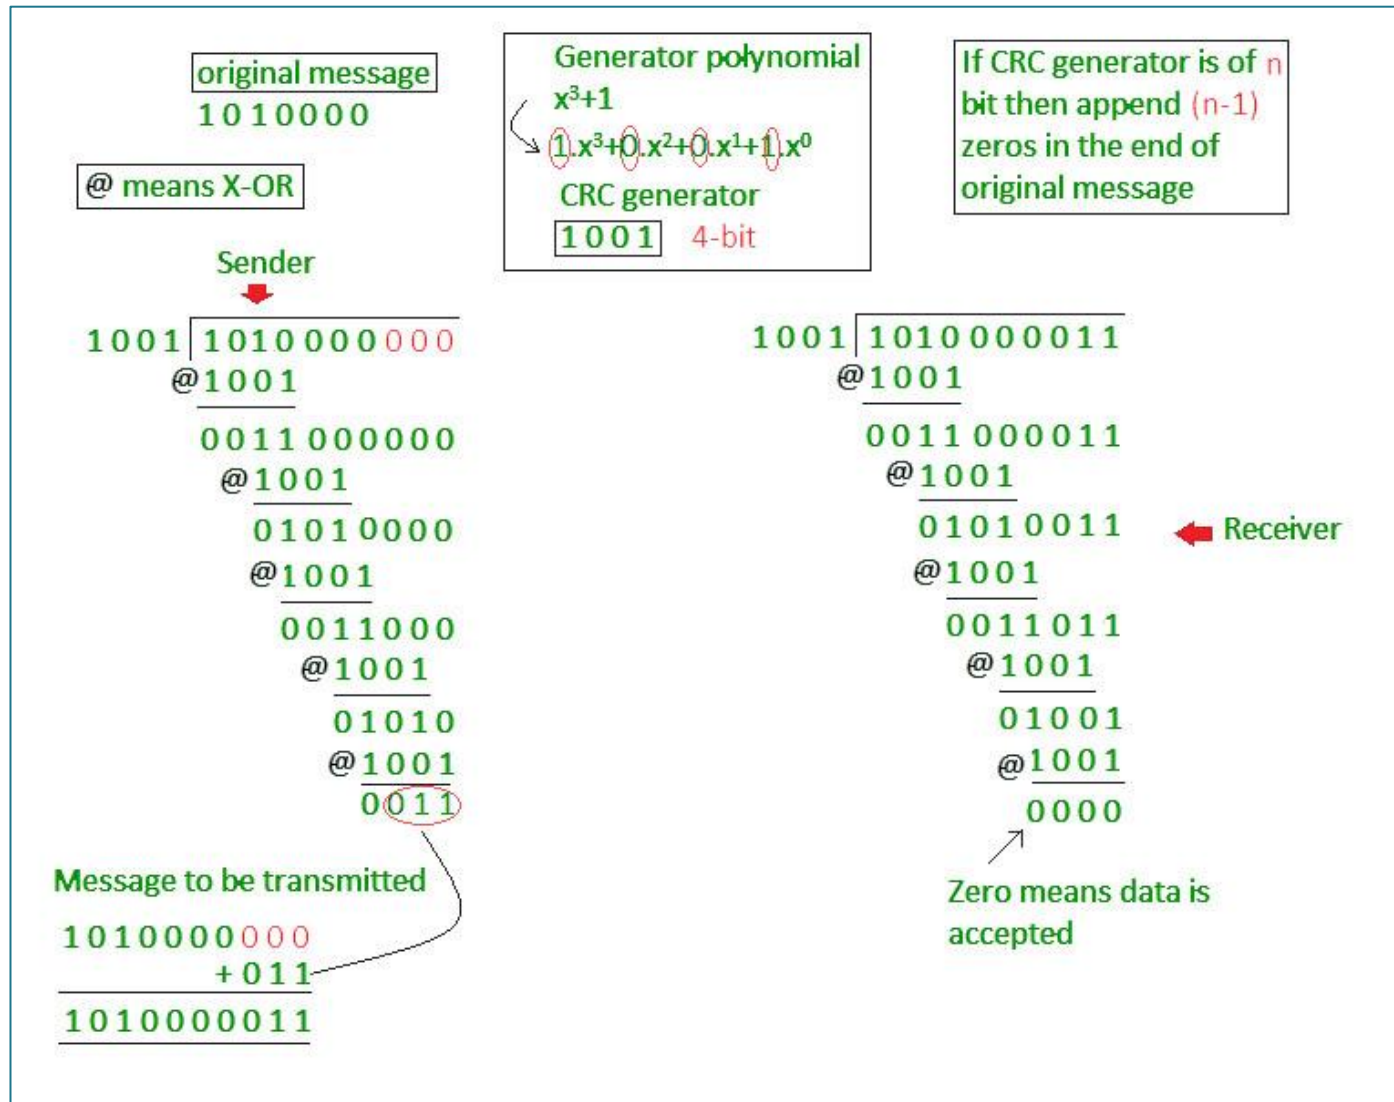 original message
1010000
@ means X-OR
Generator polynomial
x³+1
1.x³+0.x²+0.x¹+1.x⁰
CRC generator
1001 4-bit
If CRC generator is of n
bit then append (n-1)
zeros in the end of
original message
Sender
1001 1010000000
@1001
0011000000
@1001
01010000
@1001
0011000
@1001
01010
@1001
0011
Message to be transmitted
1010000000
+011
1010000011
1001 1010000011
@1001
0011000011
@1001
01010011
@1001
0011011
@1001
01001
@1001
0000
Receiver
Zero means data is
accepted